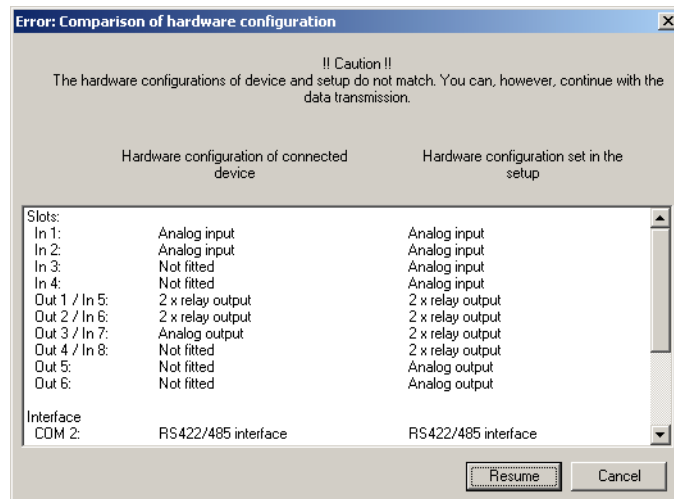 Error: Comparison of hardware configuration
!! Caution !!
The hardware configurations of device and setup do not match. You can, however, continue with the
data transmission.
Hardware configuration of connected device
Hardware configuration set in the setup
Slots:
In 1: Analog input Analog input
In 2: Analog input Analog input
In 3: Not fitted Analog input
In 4: Not fitted Analog input
Out 1 / In 5: 2 x relay output 2 x relay output
Out 2 / In 6: 2 x relay output 2 x relay output
Out 3 / In 7: Analog output 2 x relay output
Out 4 / In 8: Not fitted 2 x relay output
Out 5: Not fitted Analog output
Out 6: Not fitted Analog output
Interface
COM 2: RS422/485 interface RS422/485 interface
Resume Cancel